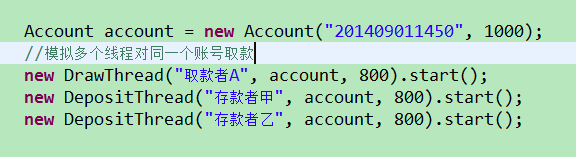 Account account = new Account("201409011450", 1000);
//模拟多个线程对同一个账号取款
new DrawThread("取款者A", account, 800).start();
new DepositThread("存款者甲", account, 800).start();
new DepositThread("存款者乙", account, 800).start();